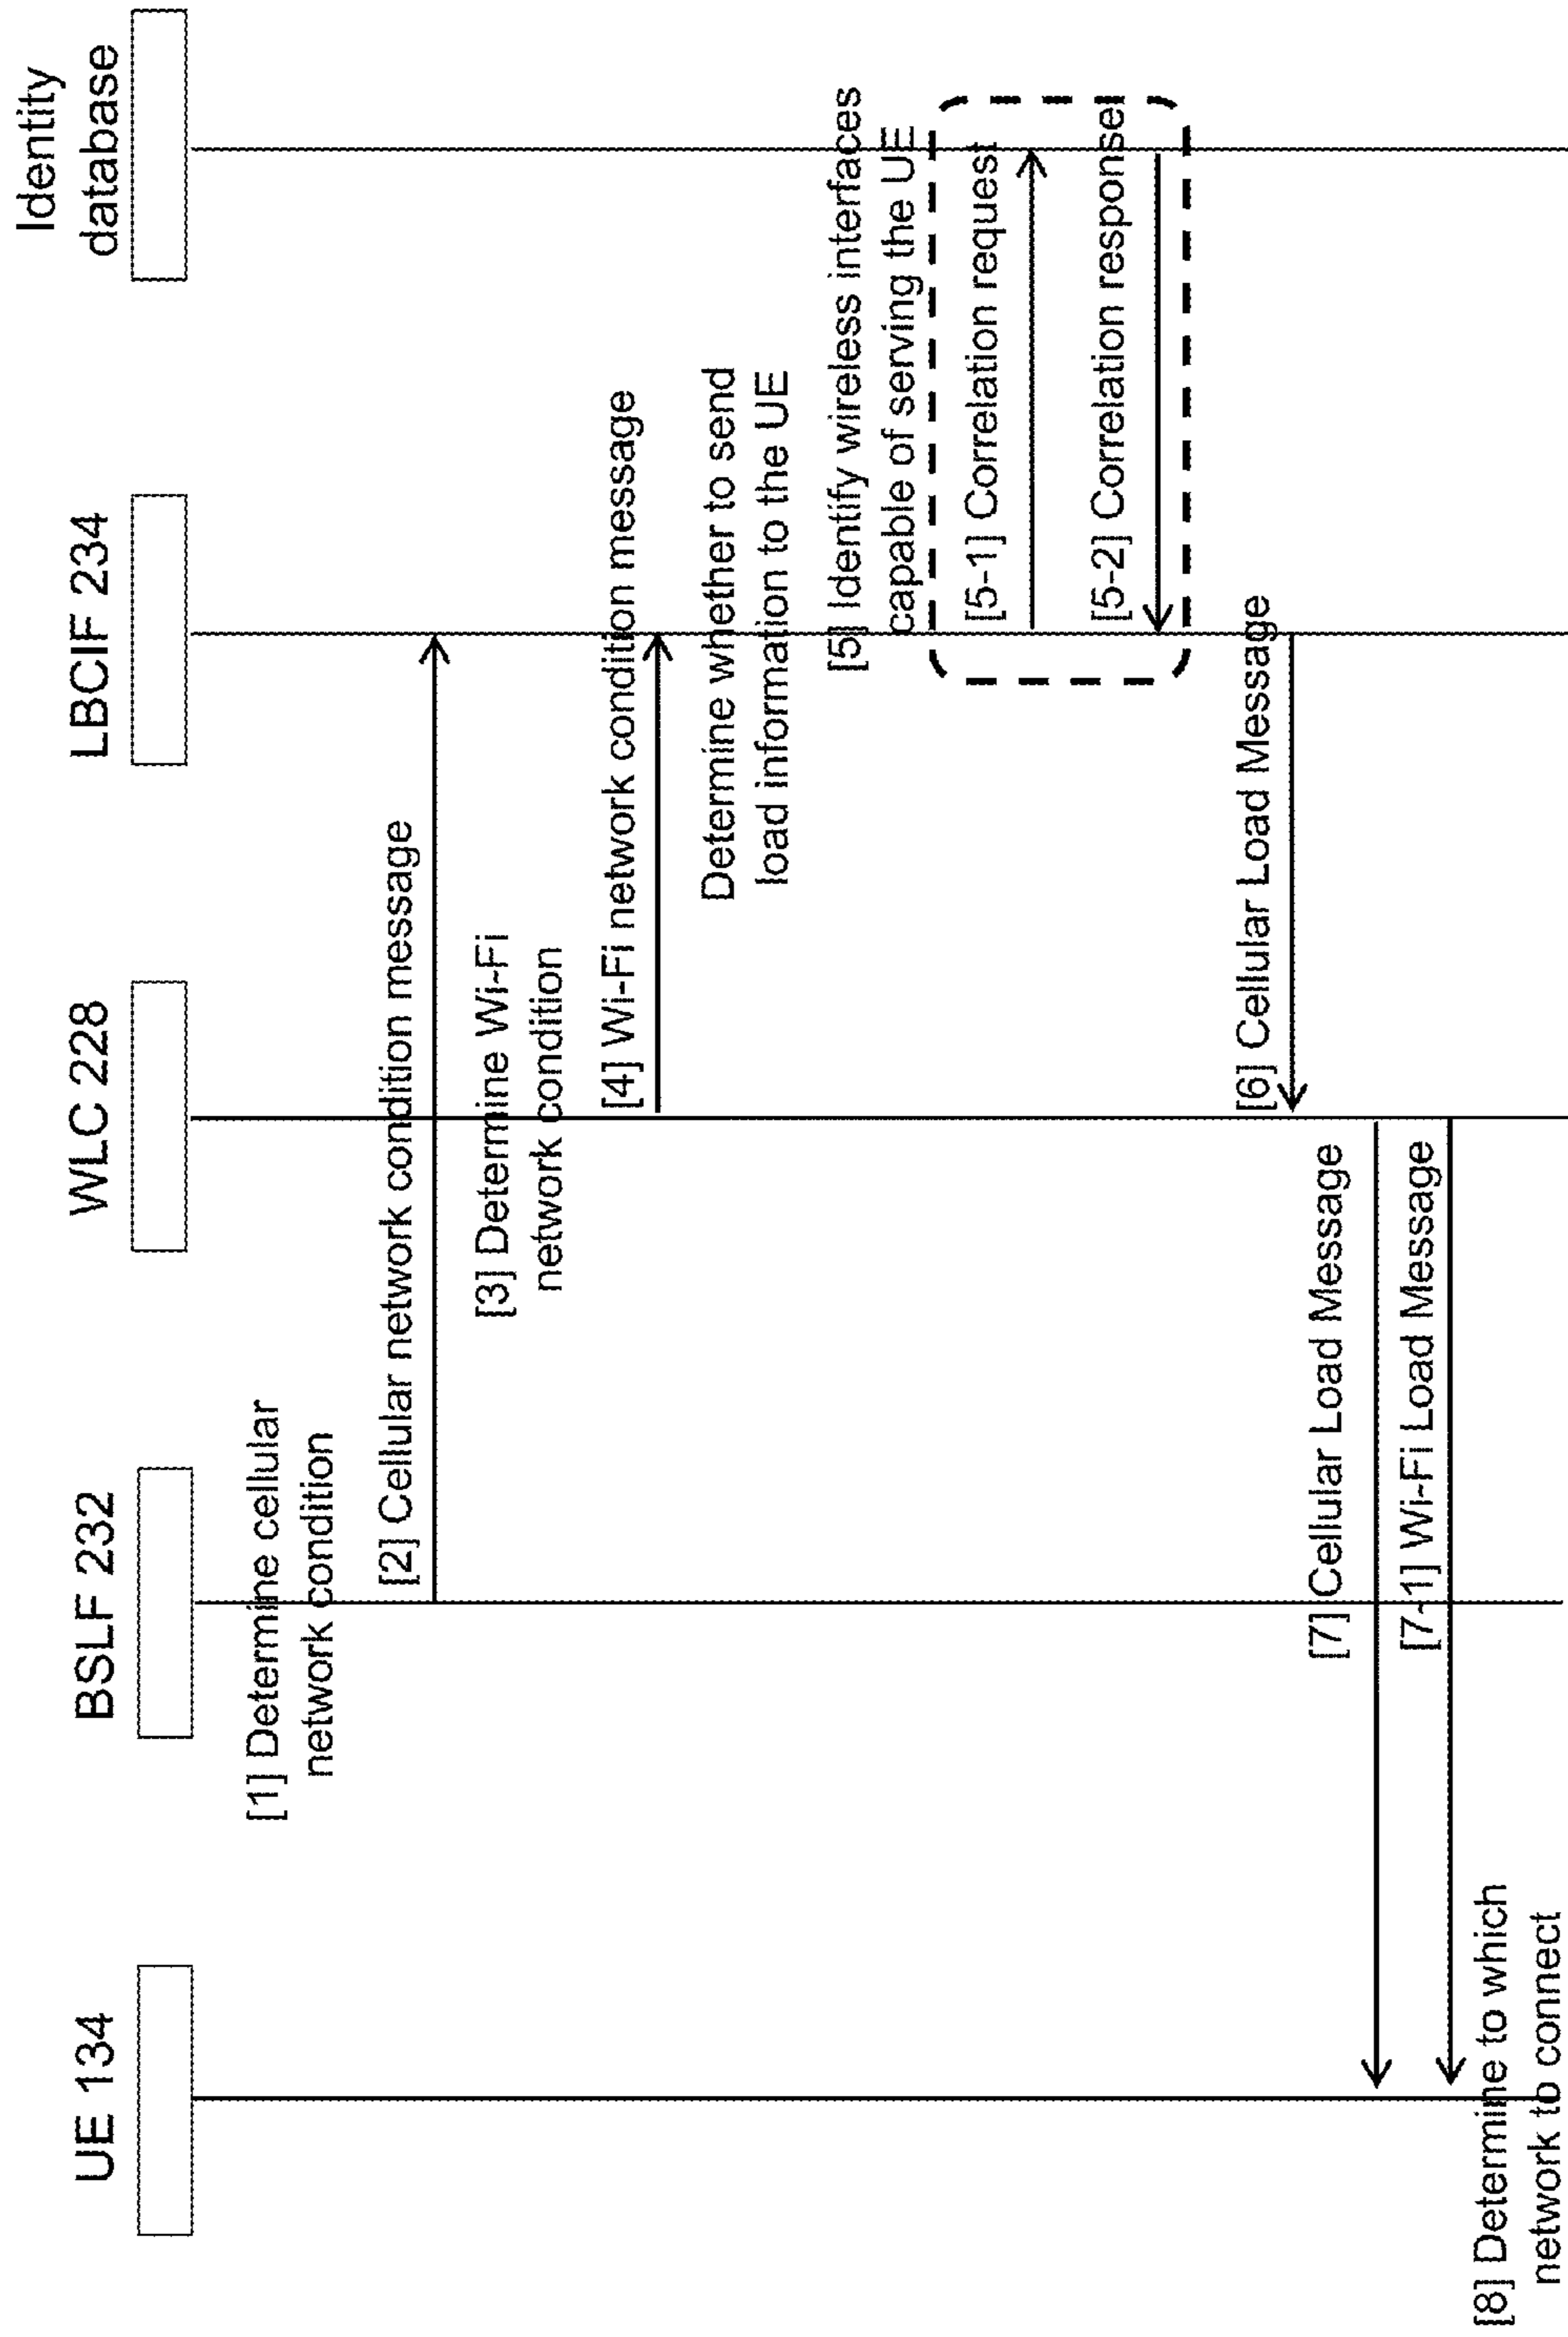 UE 134
BSLF 232
WLC 228
LBCIF 234
Identity
database
[1] Determine cellular
network condition
[2] Cellular network condition message
[3] Determine Wi-Fi
network condition
[4] Wi-Fi network condition message
Determine whether to send
load information to the UE
[5] Identify wireless interfaces
capable of serving the UE
[5-1] Correlation request
[5-2] Correlation response
[6] Cellular Load Message
[7] Cellular Load Message
[7-1] Wi-Fi Load Message
[8] Determine to which
network to connect